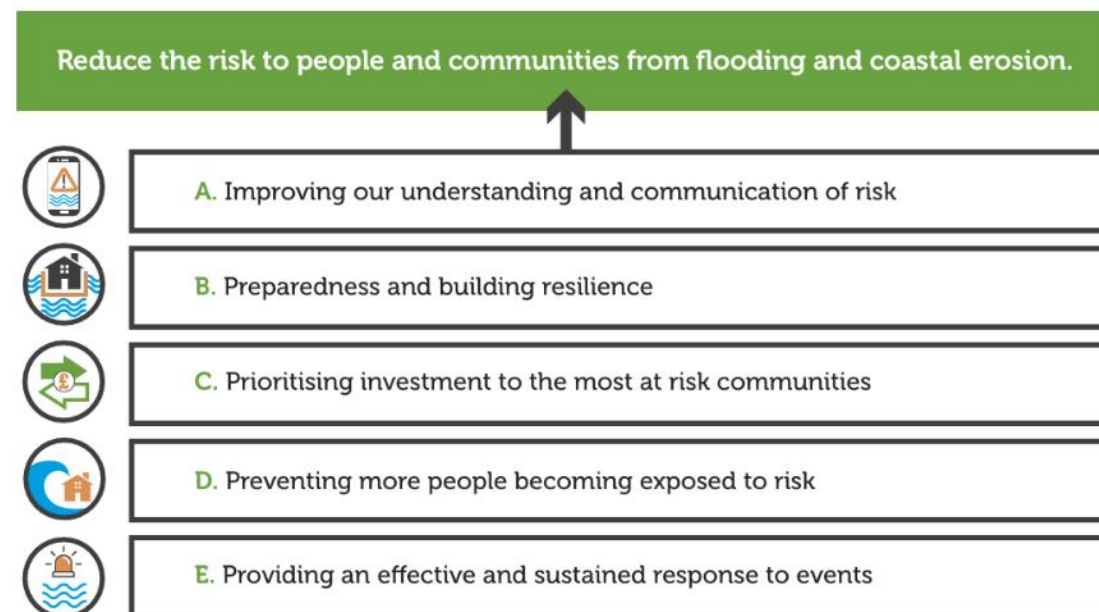 Reduce the risk to people and communities from flooding and coastal erosion.
A. Improving our understanding and communication of risk
B. Preparedness and building resilience
£
C. Prioritising investment to the most at risk communities
D. Preventing more people becoming exposed to risk
E. Providing an effective and sustained response to events